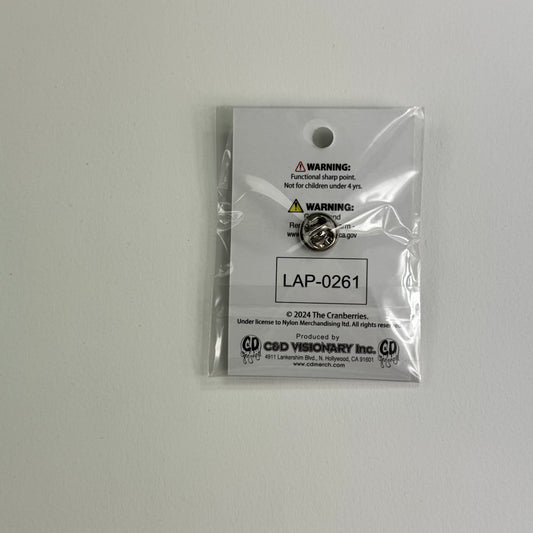 WARNING:
Functional sharp point.
Not for children under 4 yrs.
WARNING:
LAP-0261
© 2024 The Cranberries.
Under license to Nylon Merchandising ltd. All rights reserved.
Produced by
CD C&D VISIONARY Inc. CD
4911 Lankershim Blvd., N. Hollywood, CA 91601
www.cdmerch.com